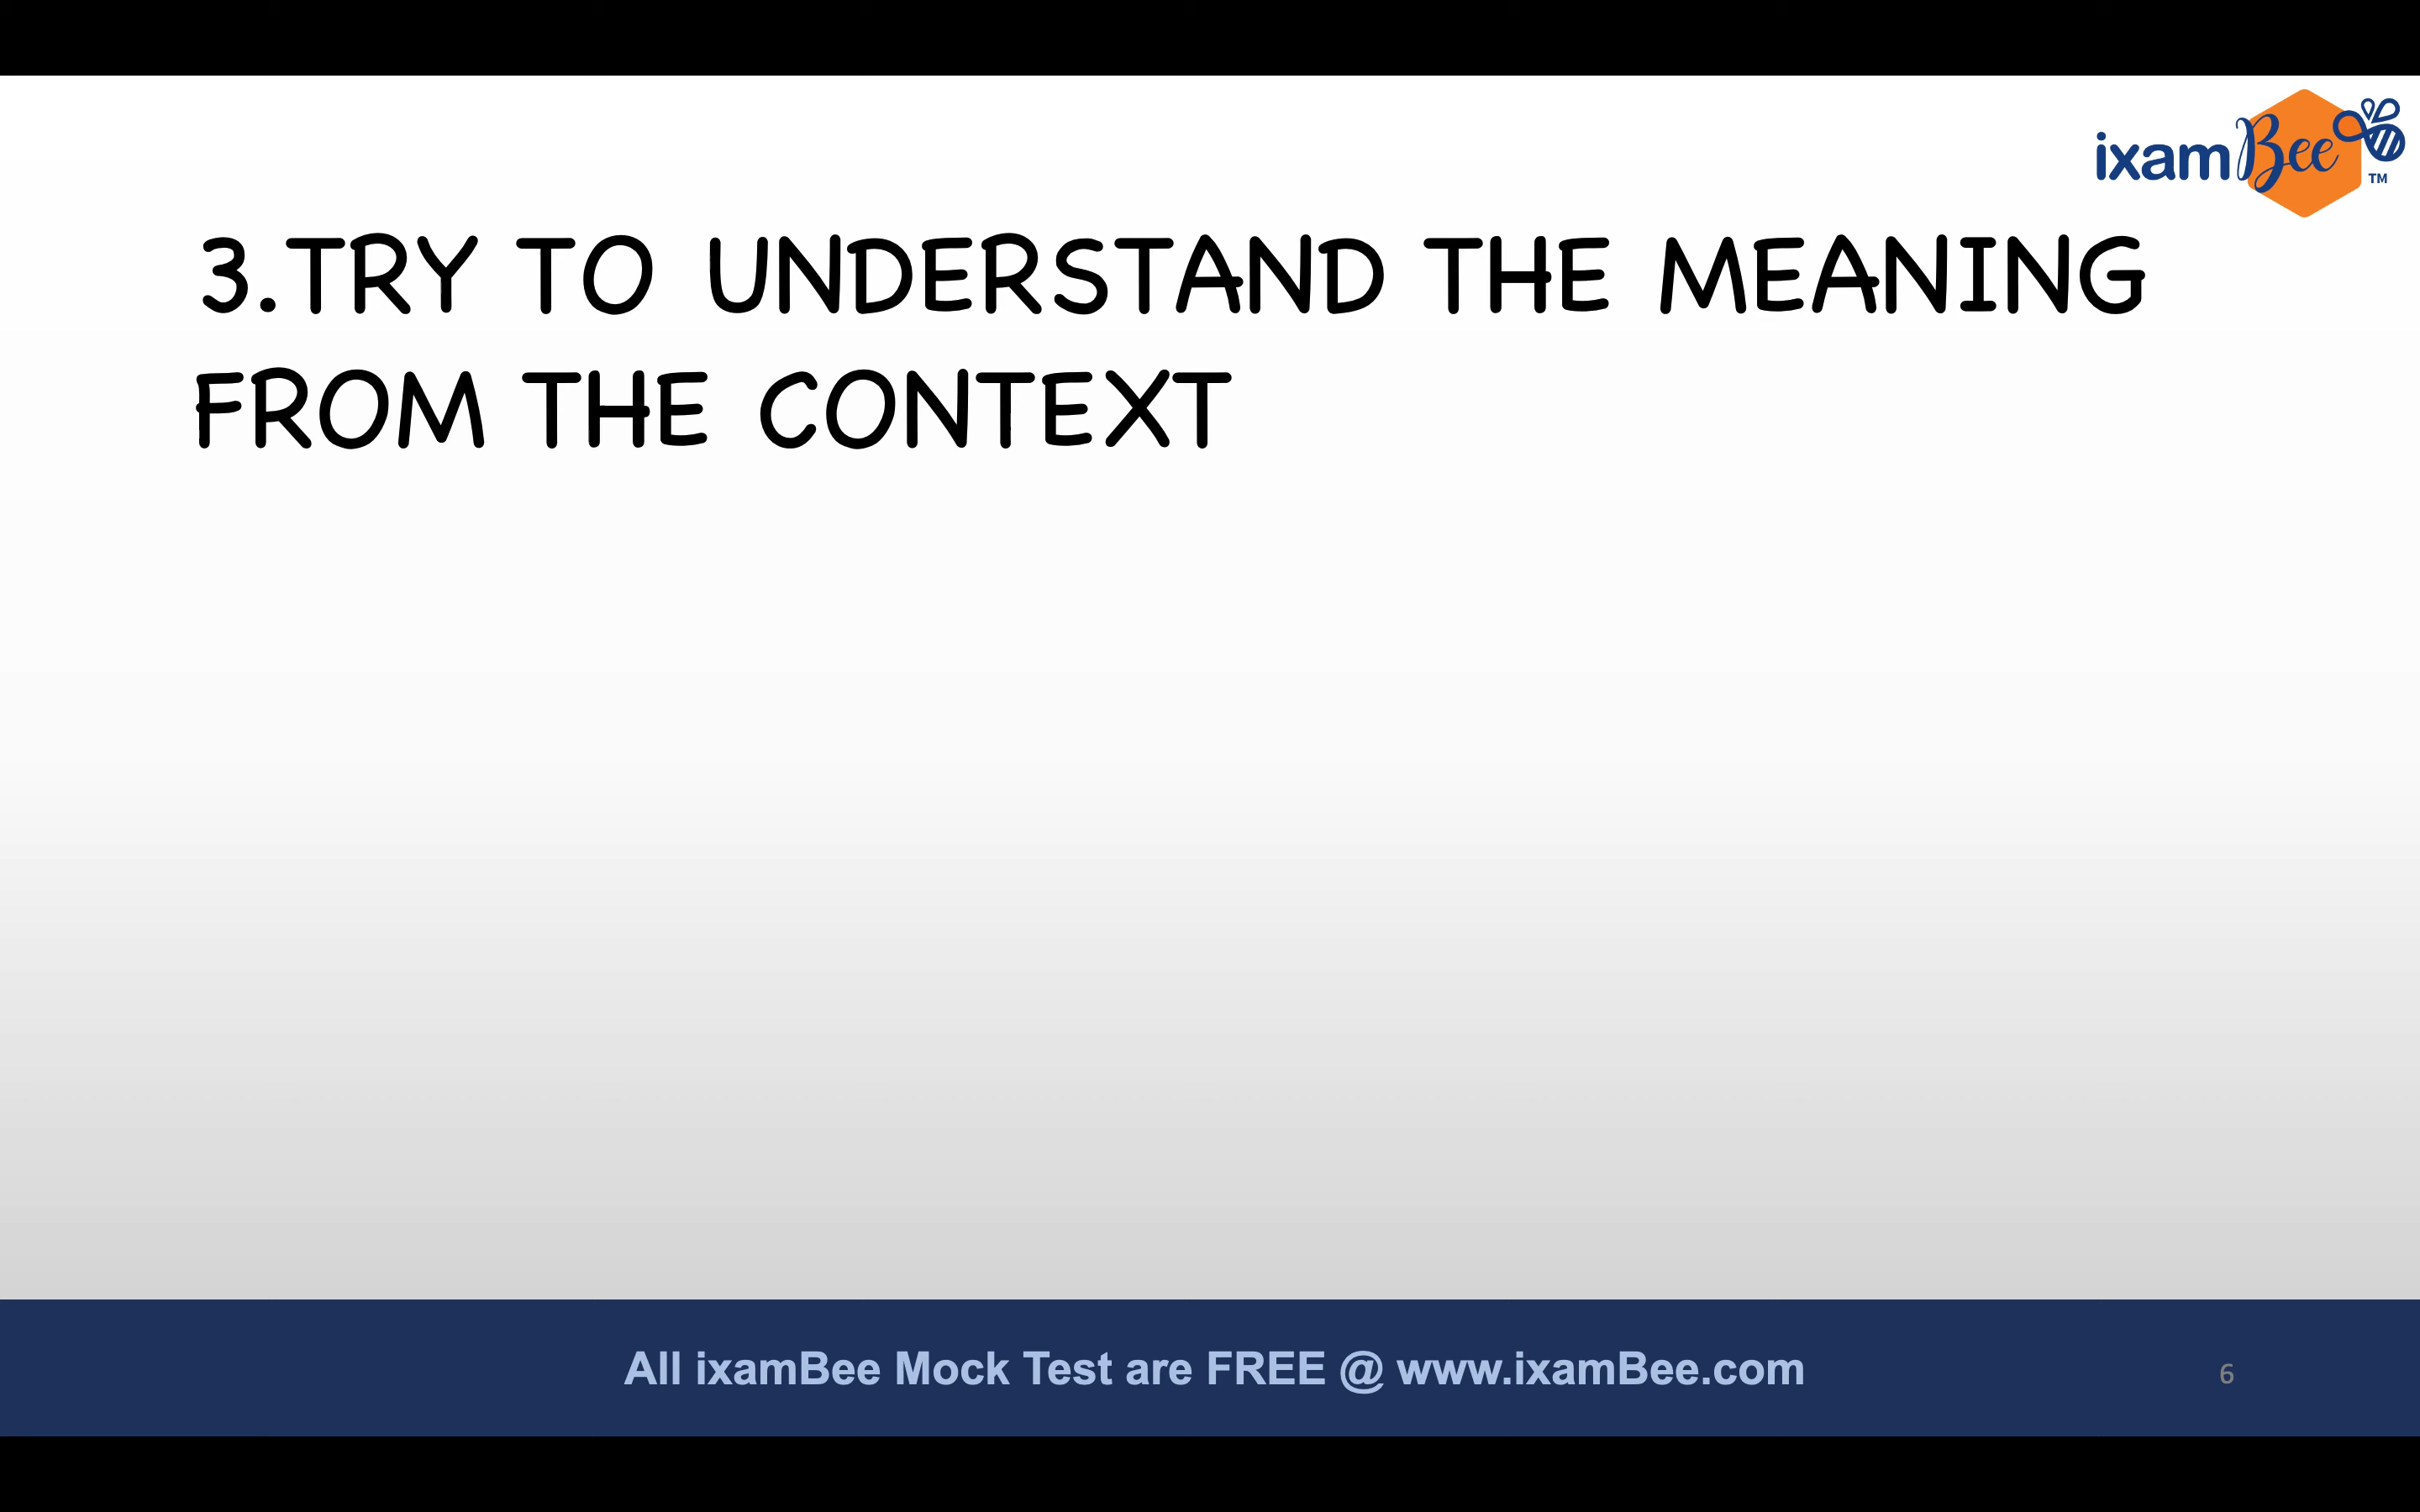 ixamBee TM
3.TRY TO UNDERSTAND THE MEANING
FROM THE CONTEXT
All ixamBee Mock Test are FREE @ www.ixamBee.com
6